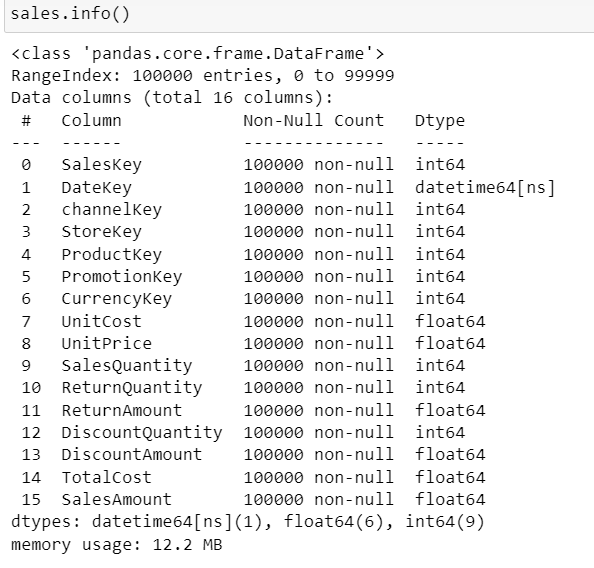 sales.info()
<class 'pandas.core.frame.DataFrame'>
RangeIndex: 100000 entries, 0 to 99999
Data columns (total 16 columns):
 #   Column            Non-Null Count   Dtype
---  ------            --------------   -----
 0   SalesKey          100000 non-null  int64
 1   DateKey           100000 non-null  datetime64[ns]
 2   channelKey        100000 non-null  int64
 3   StoreKey          100000 non-null  int64
 4   ProductKey        100000 non-null  int64
 5   PromotionKey      100000 non-null  int64
 6   CurrencyKey       100000 non-null  int64
 7   UnitCost          100000 non-null  float64
 8   UnitPrice         100000 non-null  float64
 9   SalesQuantity     100000 non-null  int64
 10  ReturnQuantity    100000 non-null  int64
 11  ReturnAmount      100000 non-null  float64
 12  DiscountQuantity  100000 non-null  int64
 13  DiscountAmount    100000 non-null  float64
 14  TotalCost         100000 non-null  float64
 15  SalesAmount       100000 non-null  float64
dtypes: datetime64[ns](1), float64(6), int64(9)
memory usage: 12.2 MB